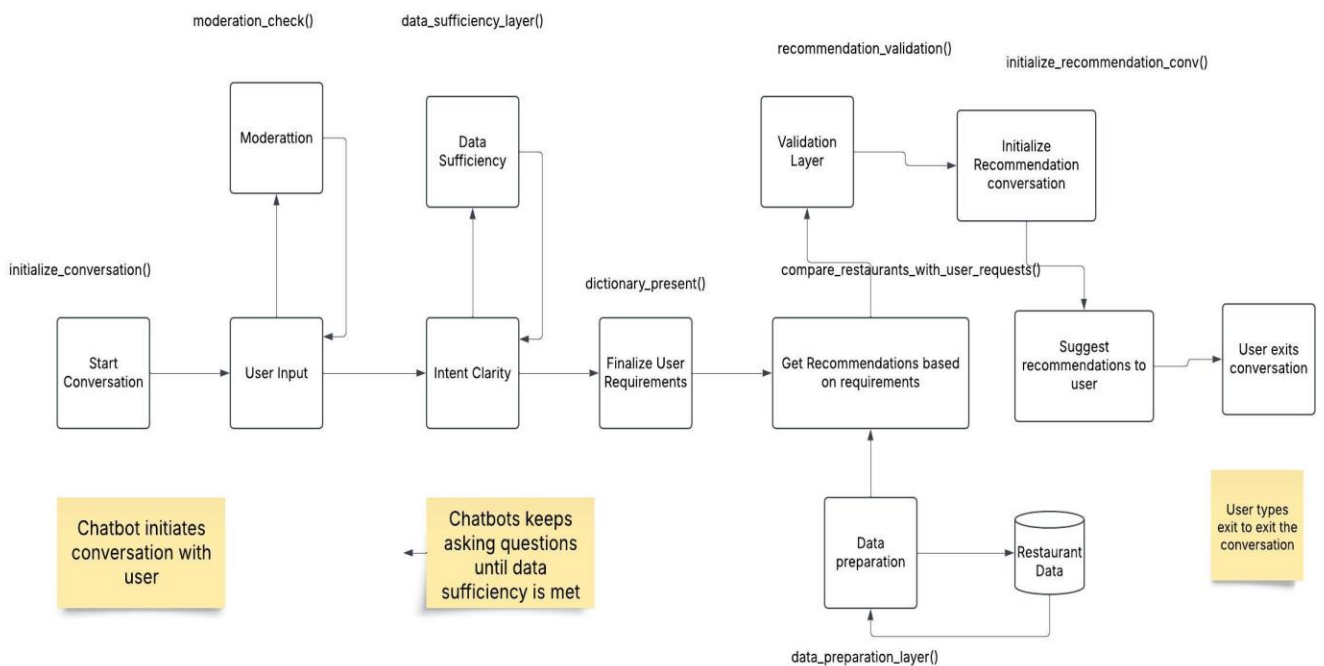 moderation_check()
data_sufficiency_layer()
recommendation_validation()
initialize_recommendation_conv()
Moderattion
Data
Sufficiency
Validation
Layer
Initialize
Recommendation
conversation
initialize_conversation()
dictionary_present()
compare_restaurants_with_user_requests()
Start
Conversation
User Input
Intent Clarity
Finalize User
Requirements
Get Recommendations based
on requirements
Suggest
recommendations to
user
User exits
conversation
Chatbot initiates
conversation with
user
Chatbots keeps
asking questions
until data
sufficiency is met
Data
preparation
Restaurant
Data
User types
exit to exit the
conversation
data_preparation_layer()